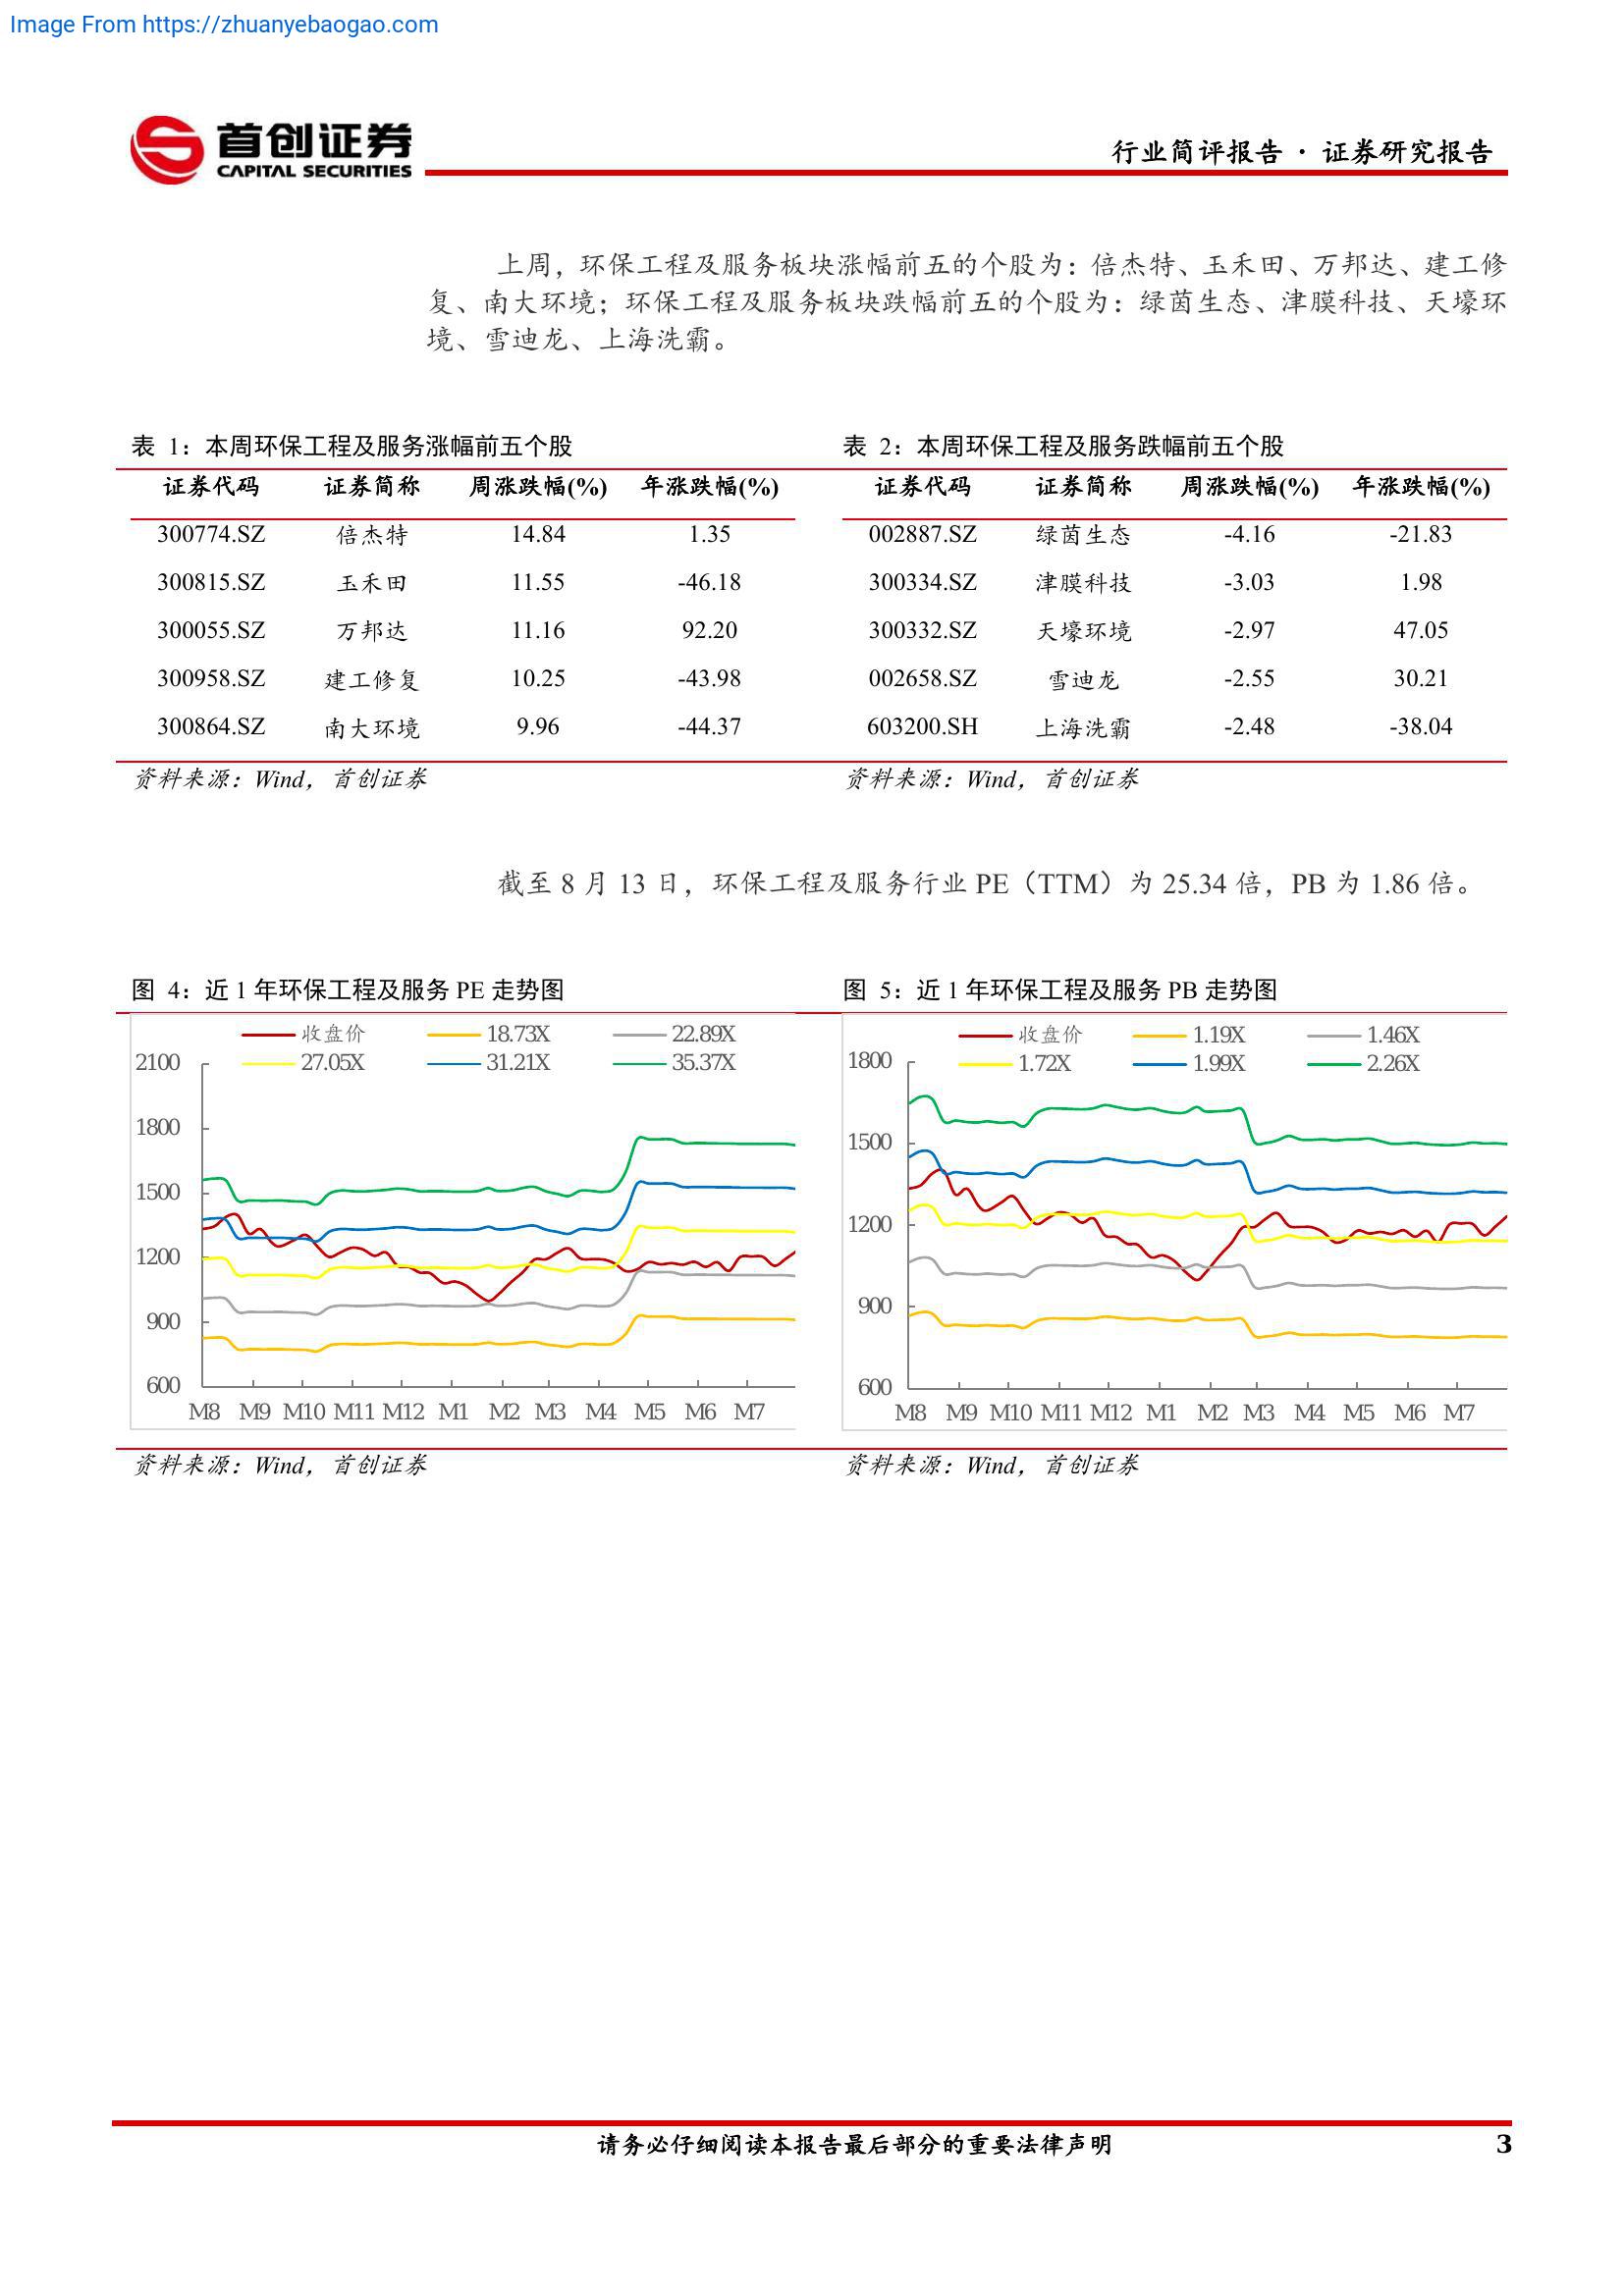 Image From https://zhuanyebaogao.com
首创证券
CAPITAL SECURITIES
行业简评报告 · 证券研究报告
上周，环保工程及服务板块涨幅前五的个股为：倍杰特、玉禾田、万邦达、建工修
复、南大环境；环保工程及服务板块跌幅前五的个股为：绿茵生态、津膜科技、天壕环
境、雪迪龙、上海洗霸。
表 1：本周环保工程及服务涨幅前五个股
证券代码 证券简称 周涨跌幅(%) 年涨跌幅(%)
300774.SZ 倍杰特 14.84 1.35
300815.SZ 玉禾田 11.55 -46.18
300055.SZ 万邦达 11.16 92.20
300958.SZ 建工修复 10.25 -43.98
300864.SZ 南大环境 9.96 -44.37
资料来源：Wind，首创证券
表 2：本周环保工程及服务跌幅前五个股
证券代码 证券简称 周涨跌幅(%) 年涨跌幅(%)
002887.SZ 绿茵生态 -4.16 -21.83
300334.SZ 津膜科技 -3.03 1.98
300332.SZ 天壕环境 -2.97 47.05
002658.SZ 雪迪龙 -2.55 30.21
603200.SH 上海洗霸 -2.48 -38.04
资料来源：Wind，首创证券
截至 8 月 13 日，环保工程及服务行业 PE（TTM）为 25.34 倍，PB 为 1.86 倍。
图 4：近 1 年环保工程及服务 PE 走势图
收盘价 18.73X 22.89X
27.05X 31.21X 35.37X
2100
1800
1500
1200
900
600
M8 M9 M10 M11 M12 M1 M2 M3 M4 M5 M6 M7
资料来源：Wind，首创证券
图 5：近 1 年环保工程及服务 PB 走势图
收盘价 1.19X 1.46X
1.72X 1.99X 2.26X
1800
1500
1200
900
600
M8 M9 M10 M11 M12 M1 M2 M3 M4 M5 M6 M7
资料来源：Wind，首创证券
请务必仔细阅读本报告最后部分的重要法律声明
3